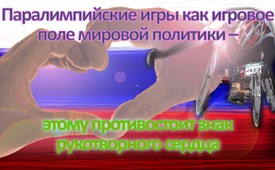 Паралимпийские игры как игровое
поле мировой политики –
этому противостоит знак
рукотворного сердца